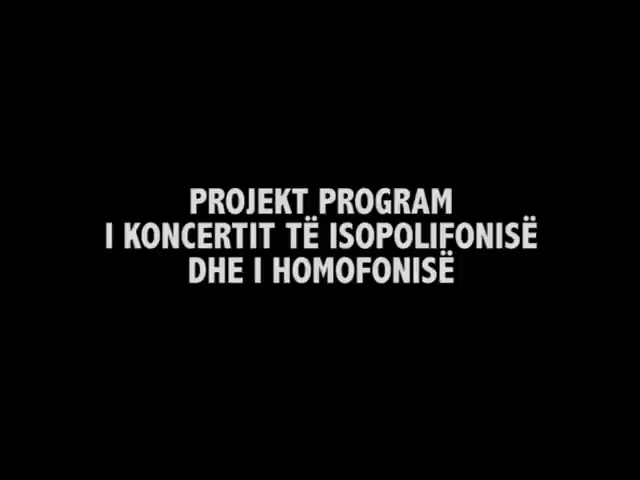 PROJEKT PROGRAM
I KONCERTIT TË ISOPOLIFONISË
DHE I HOMOFONISË